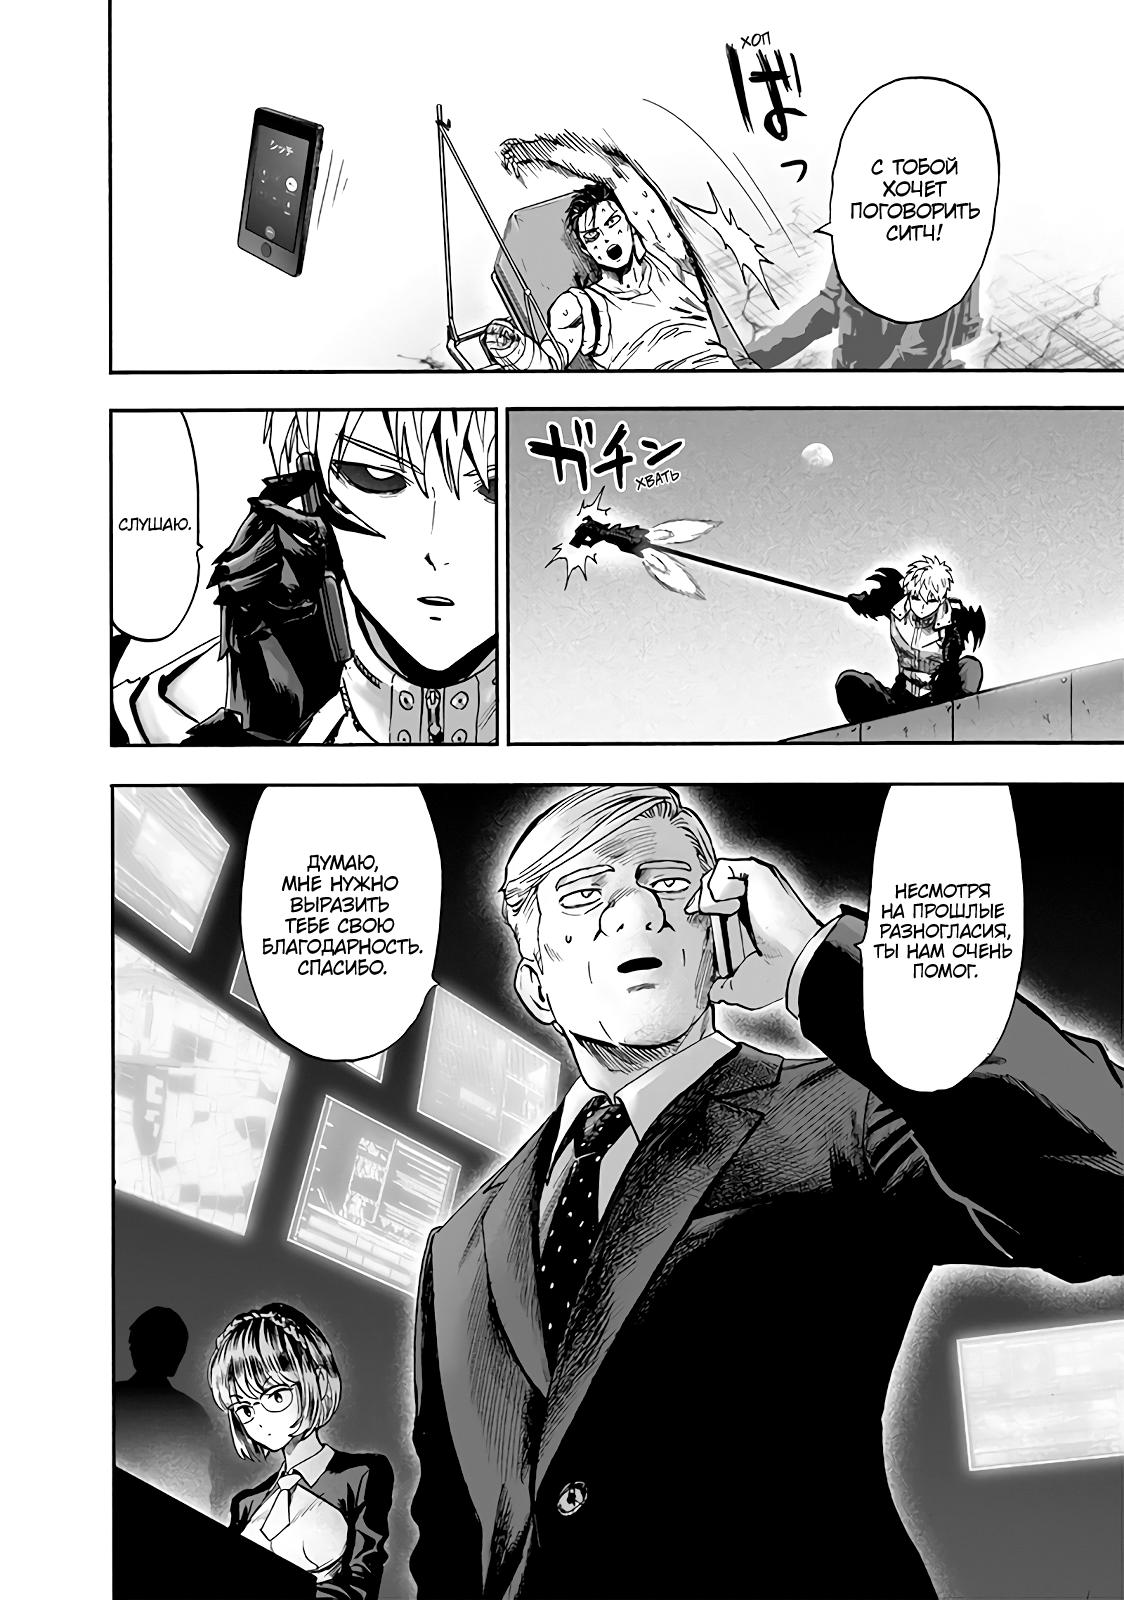 ХОП
ばっ
С ТОБОЙ
ХОЧЕТ
ПОГОВОРИТЬ
СИТЧ!
シッチ
ガチン
ХВАТЬ
СЛУШАЮ.
НЕСМОТРЯ
НА ПРОШЛЫЕ
РАЗНОГЛАСИЯ,
ТЫ НАМ ОЧЕНЬ
ПОМОГ.
ДУМАЮ,
МНЕ НУЖНО
ВЫРАЗИТЬ
ТЕБЕ СВОЮ
БЛАГОДАРНОСТЬ.
СПАСИБО.